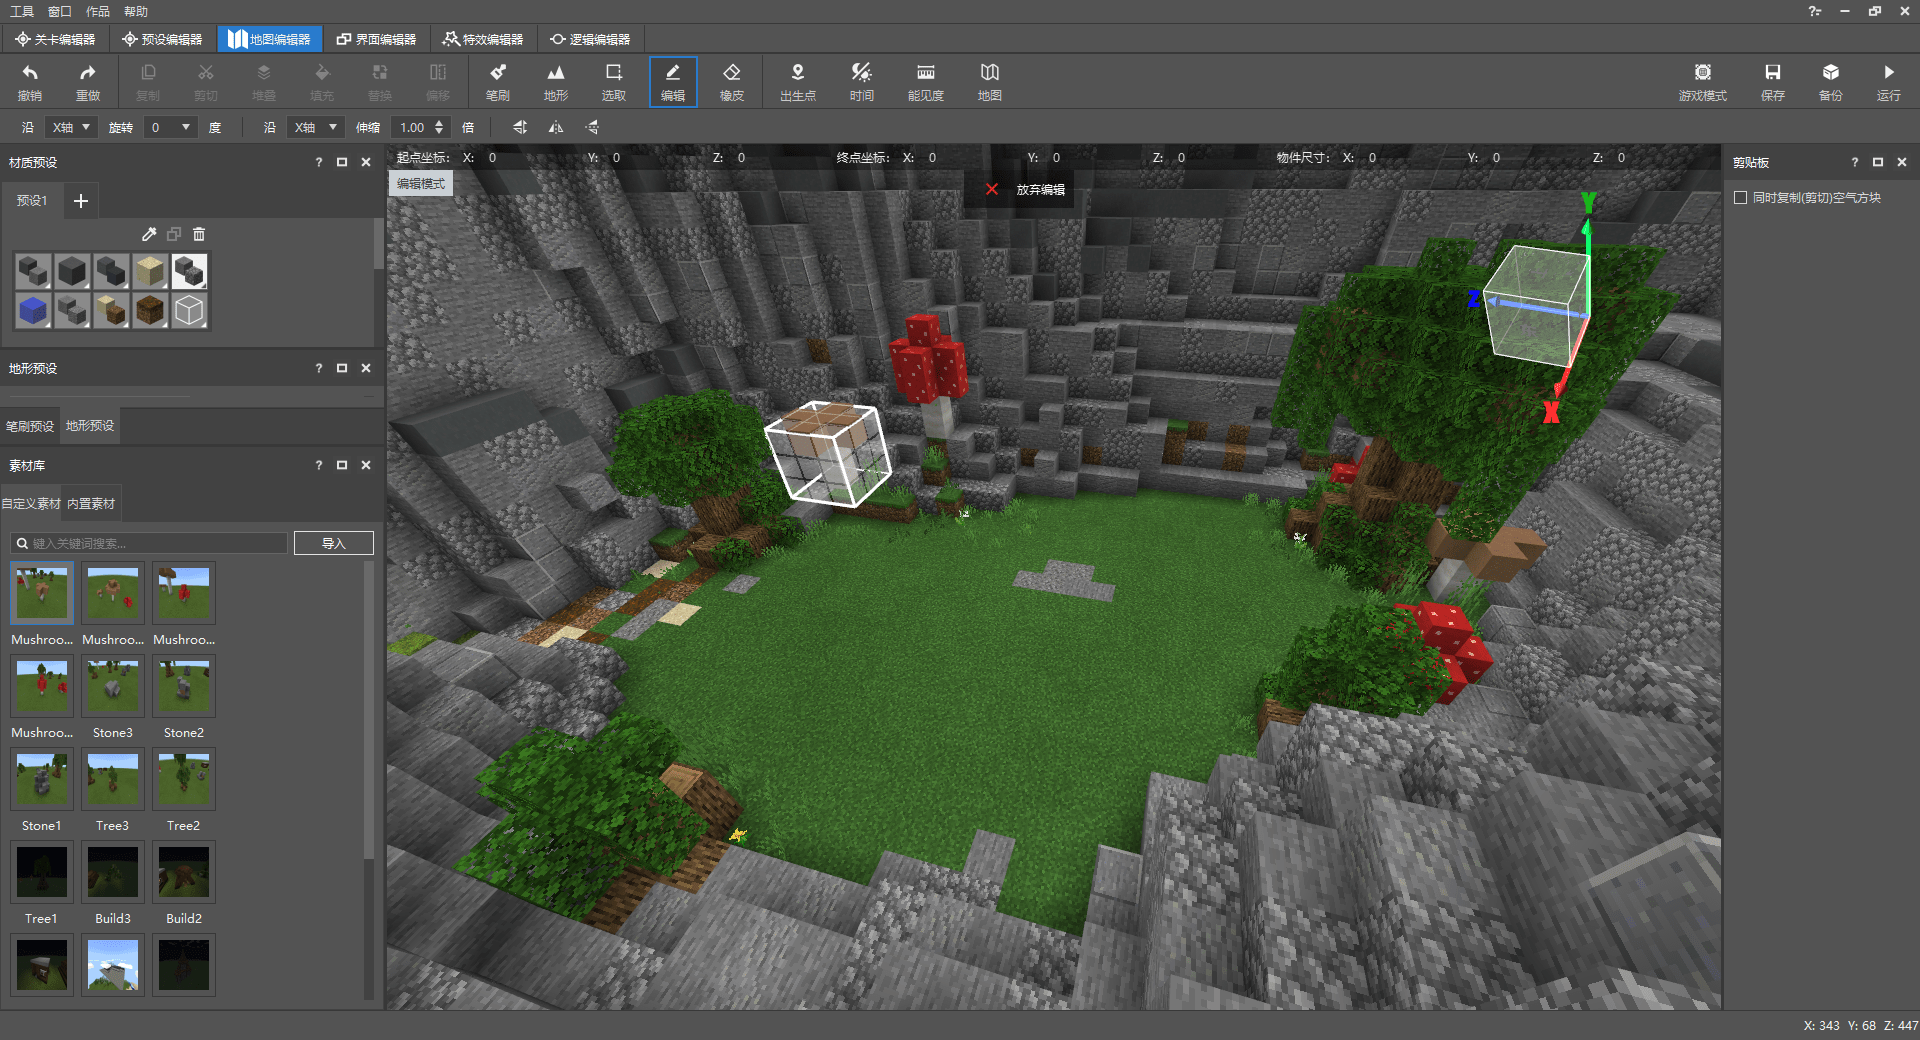 工具 窗口 作品 帮助
关卡编辑器 预设编辑器 地图编辑器 界面编辑器 特效编辑器 逻辑编辑器
撤销 重做 复制 剪切 堆叠 填充 替换 偏移 笔刷 地形 选取 编辑 橡皮 出生点 时间 能见度 地图 游戏模式 保存 备份 运行
沿 X轴 旋转 0 度 沿 X轴 伸缩 1.00 倍
材质预设 ?
起点坐标: X: 0 Y: 0 Z: 0 终点坐标: X: 0 Y: 0 Z: 0 物件尺寸: X: 0 Y: 0 Z: 0
剪贴板 ?
编辑模式
放弃编辑
同时复制(剪切)空气方块
预设1
Y
Z
X
地形预设 ?
笔刷预设 地形预设
素材库 ?
自定义素材 内置素材
键入关键词搜索... 导入
Mushroo... Mushroo... Mushroo...
Mushroo... Stone3 Stone2
Stone1 Tree3 Tree2
Tree1 Build3 Build2
X: 343 Y: 68 Z: 447